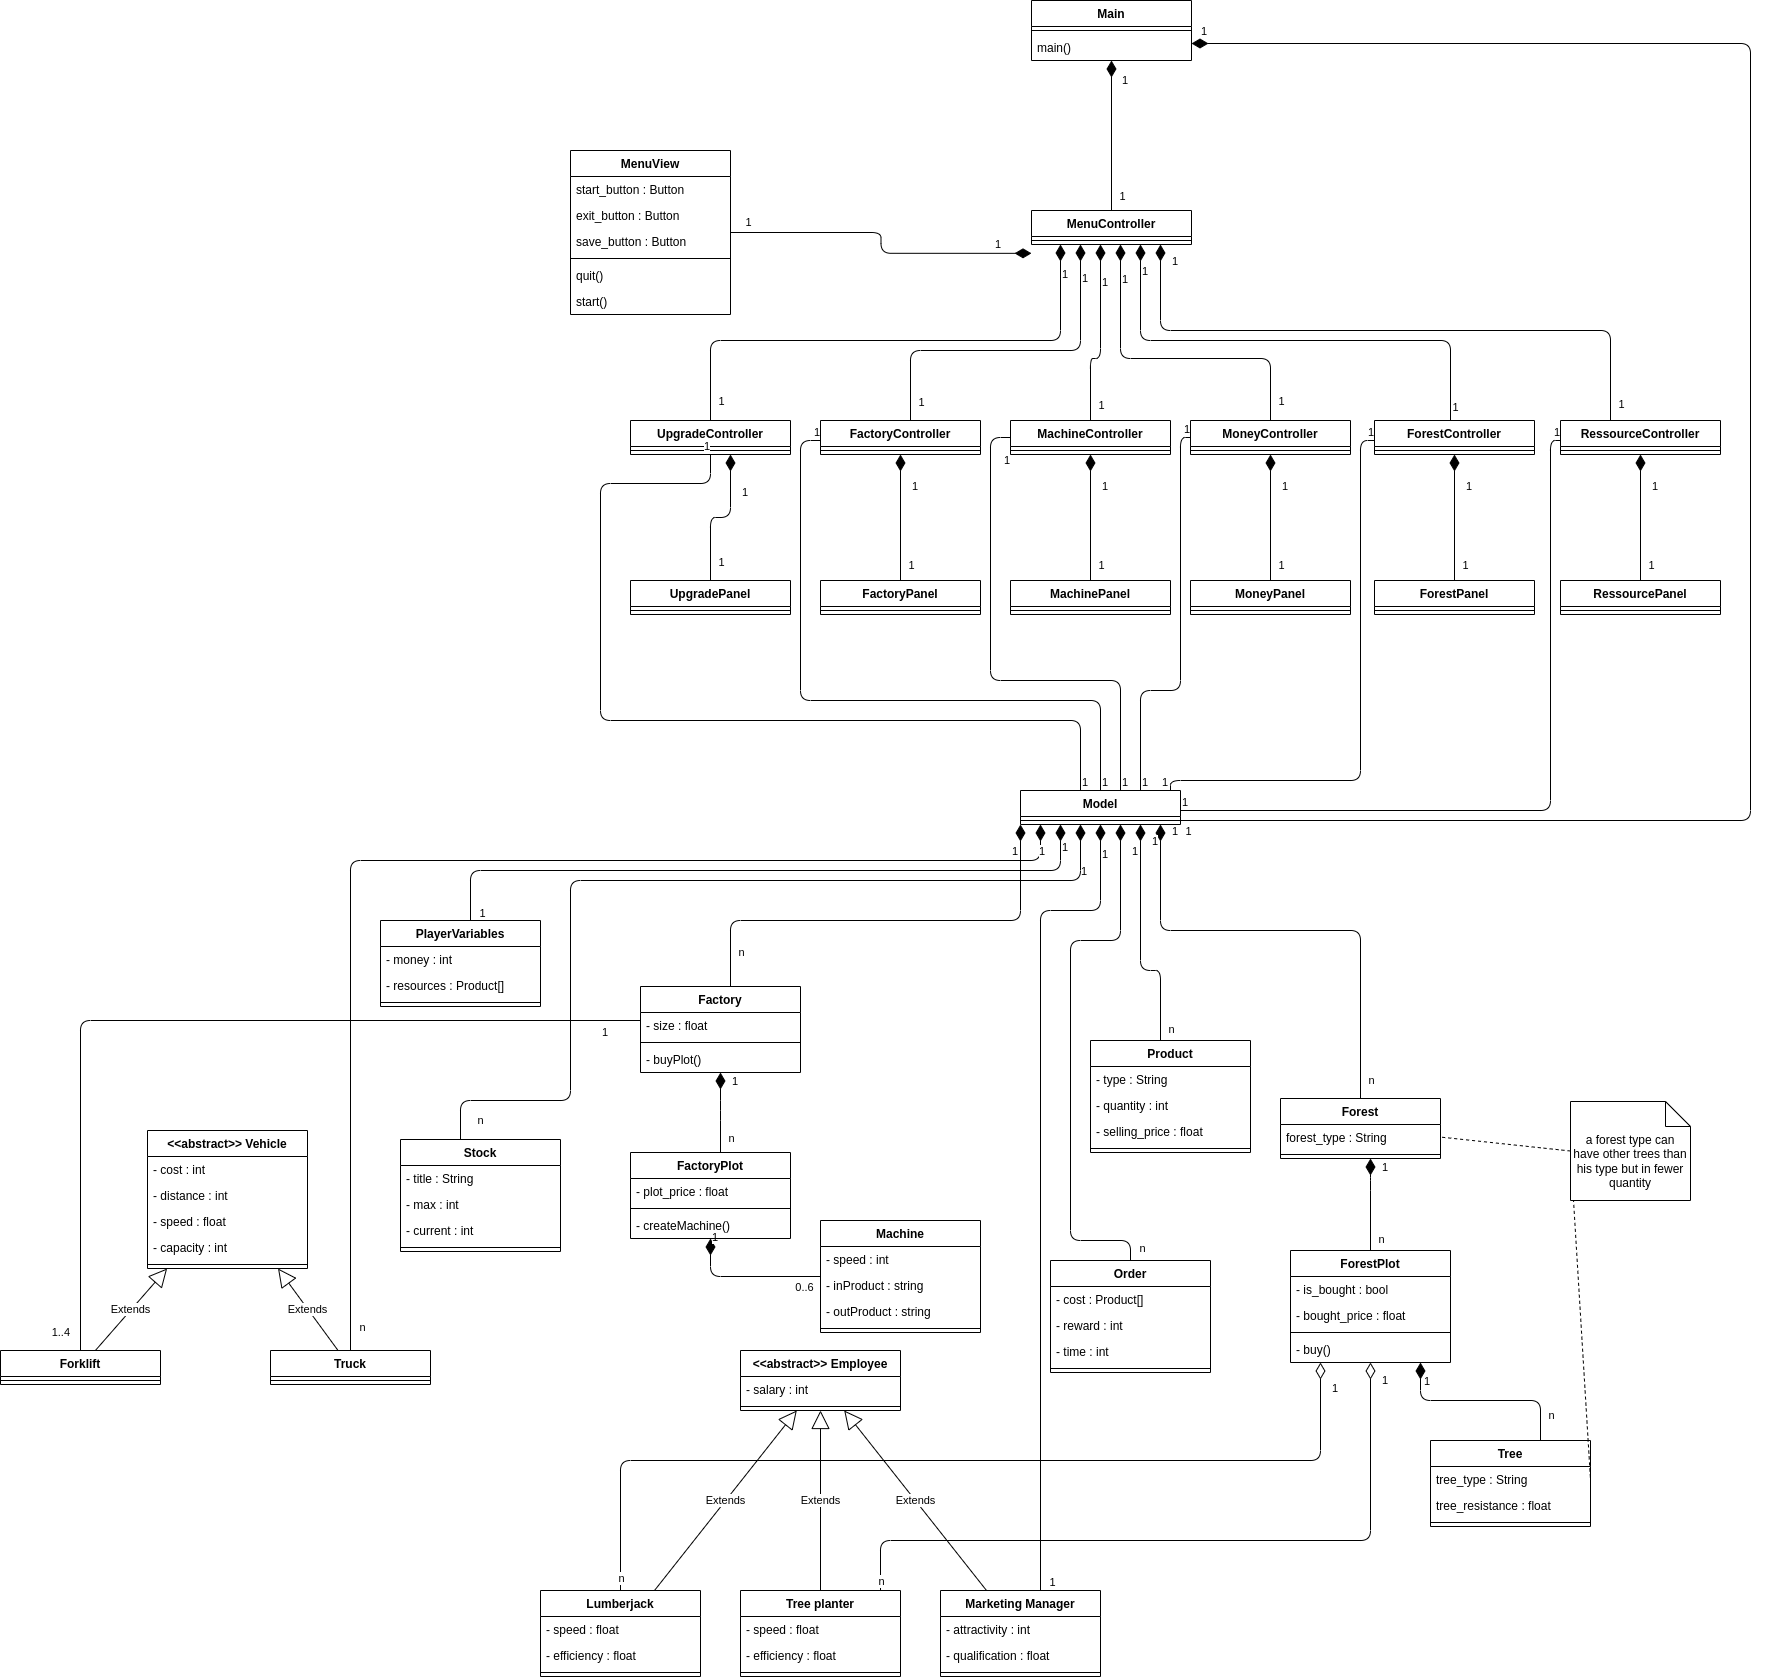 Main
main()
1
1
1
MenuView
start_button : Button
exit_button : Button
save_button : Button
quit()
start()
1
1
MenuController
1
1
1
1
1
1
1
1
1
1
1
1
1
UpgradeController
1
FactoryController
1
MachineController
1
MoneyController
1
ForestController
1
RessourceController
1
1
1
1
1
1
1
1
1
1
1
1
1
1
UpgradePanel
FactoryPanel
MachinePanel
MoneyPanel
ForestPanel
RessourcePanel
1
1
1
1
1
1
Model
1
1
1
1
1
1
1
1
1
PlayerVariables
- money : int
- resources : Product[]
1
n
Factory
- size : float
- buyPlot()
1
1
n
Product
- type : String
- quantity : int
- selling_price : float
n
n
Forest
forest_type : String
1
a forest type can
have other trees than
his type but in fewer
quantity
<<abstract>> Vehicle
- cost : int
- distance : int
- speed : float
- capacity : int
n
Stock
- title : String
- max : int
- current : int
FactoryPlot
- plot_price : float
- createMachine()
1
0..6
Machine
- speed : int
- inProduct : string
- outProduct : string
n
Order
- cost : Product[]
- reward : int
- time : int
n
ForestPlot
- is_bought : bool
- bought_price : float
- buy()
1
1
1
n
Extends
Extends
1..4
n
Forklift
Truck
<<abstract>> Employee
- salary : int
Tree
tree_type : String
tree_resistance : float
Extends
Extends
Extends
n
n
1
Lumberjack
- speed : float
- efficiency : float
Tree planter
- speed : float
- efficiency : float
Marketing Manager
- attractivity : int
- qualification : float